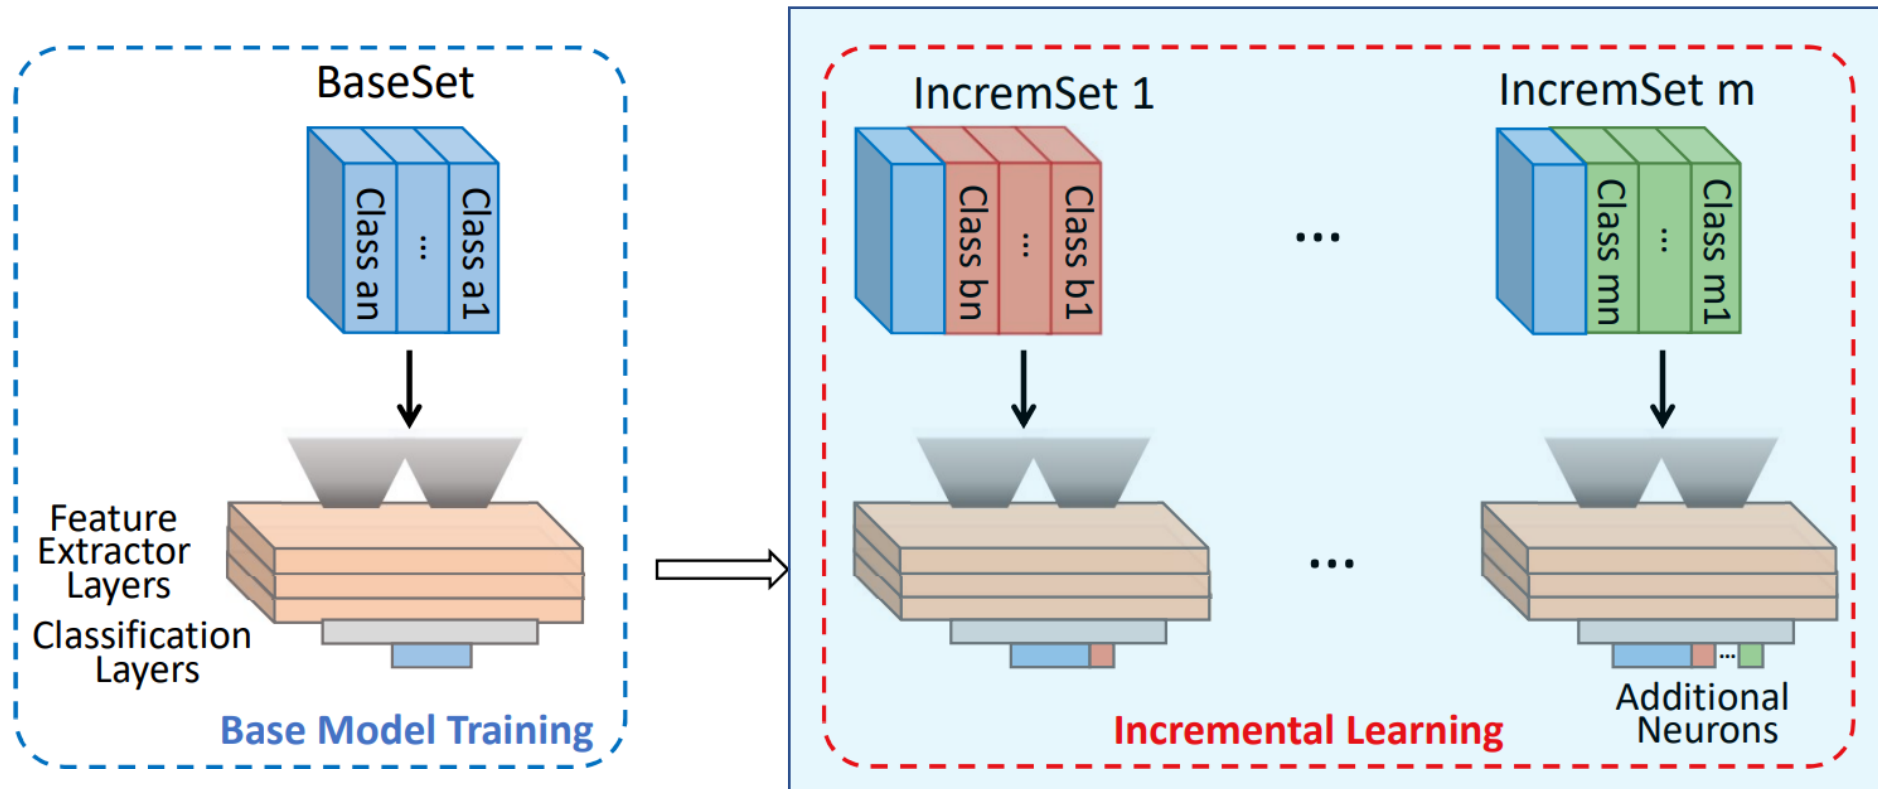 BaseSet
Class an
...
Class a1
Feature
Extractor
Layers
Classification
Layers
Base Model Training
IncremSet 1
Class bn
...
Class b1
...
IncremSet m
Class mn
...
Class m1
...
...
Additional
Neurons
Incremental Learning